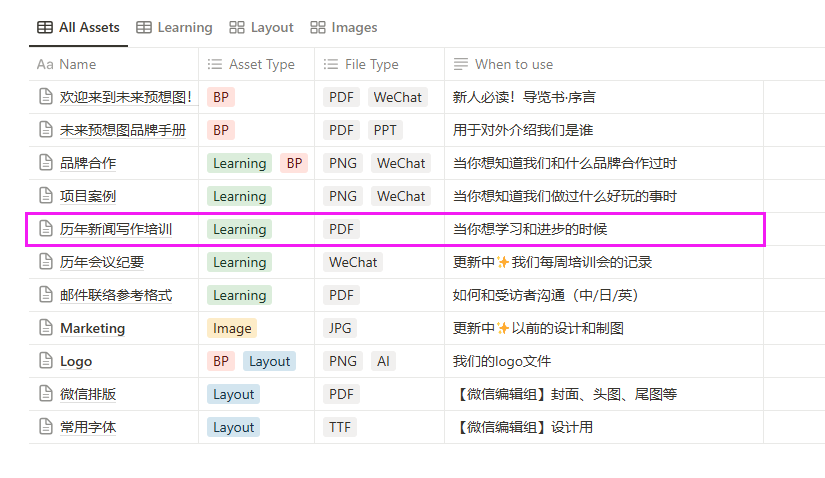 All Assets Learning Layout Images
Aa Name Asset Type File Type When to use
欢迎来到未来预想图! BP PDF WeChat 新人必读！导览书·序言
未来预想图品牌手册 BP PDF PPT 用于对外介绍我们是谁
品牌合作 Learning BP PNG WeChat 当你想知道我们和什么品牌合作过时
项目案例 Learning PNG WeChat 当你想知道我们做过什么好玩的事时
历年新闻写作培训 Learning PDF 当你想学习和进步的时候
历年会议纪要 Learning WeChat 更新中✨我们每周培训会的记录
邮件联络参考格式 Learning PDF 如何和受访者沟通（中/日/英）
Marketing Image JPG 更新中✨以前的设计和制图
Logo BP Layout PNG AI 我们的logo文件
微信排版 Layout PDF 【微信编辑组】封面、头图、尾图等
常用字体 Layout TTF 【微信编辑组】设计用